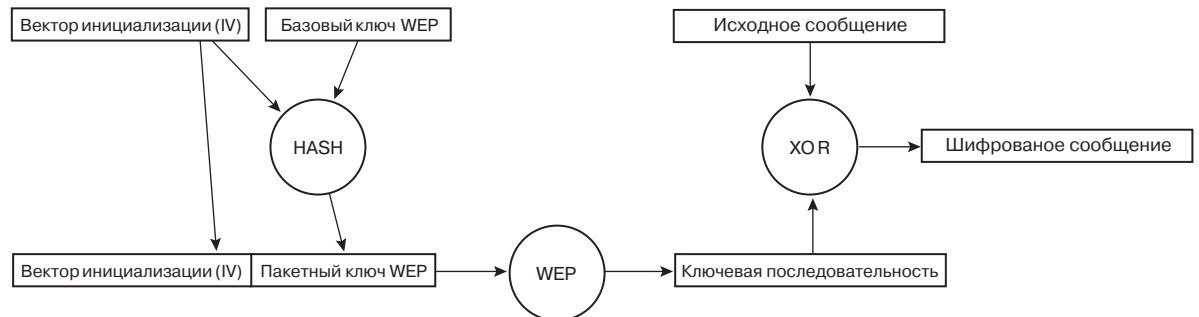 Вектор инициализации (IV)
Базовый ключ WEP
Исходное сообщение
HASH
XOR
Шифрованое сообщение
Вектор инициализации (IV)
Пакетный ключ WEP
WEP
Ключевая последовательность